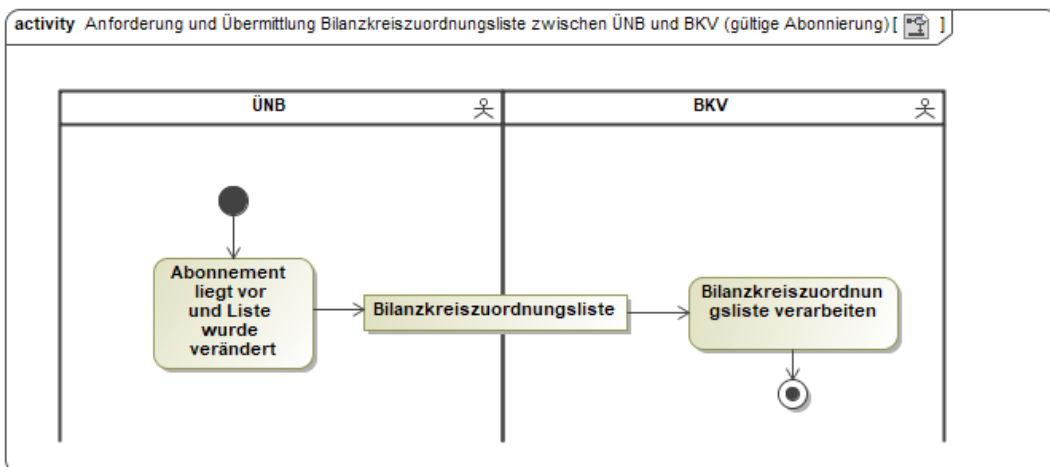 activity Anforderung und Übermittlung Bilanzkreiszuordnungsliste zwischen ÜNB und BKV (gültige Abonnierung) [ ]
ÜNB
BKV
Abonnement
liegt vor
und Liste
wurde
verändert
Bilanzkreiszuordnungsliste
Bilanzkreiszuordnun
gsliste verarbeiten